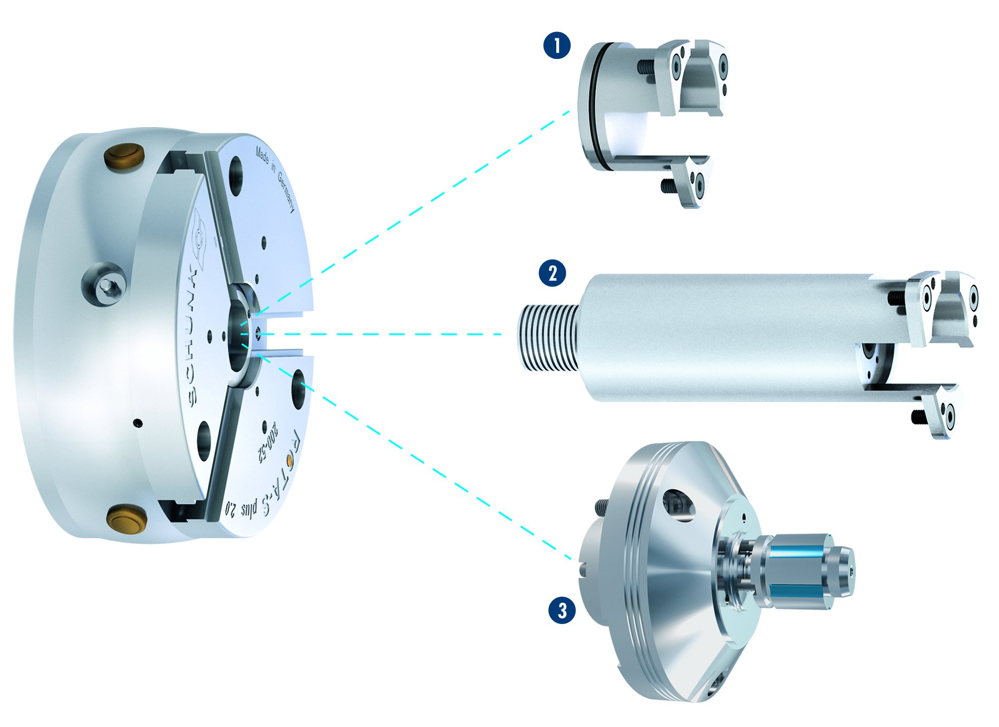 Made in Germany
SCHUNK
ROTA-S plus 2.0
200-52
1
2
3